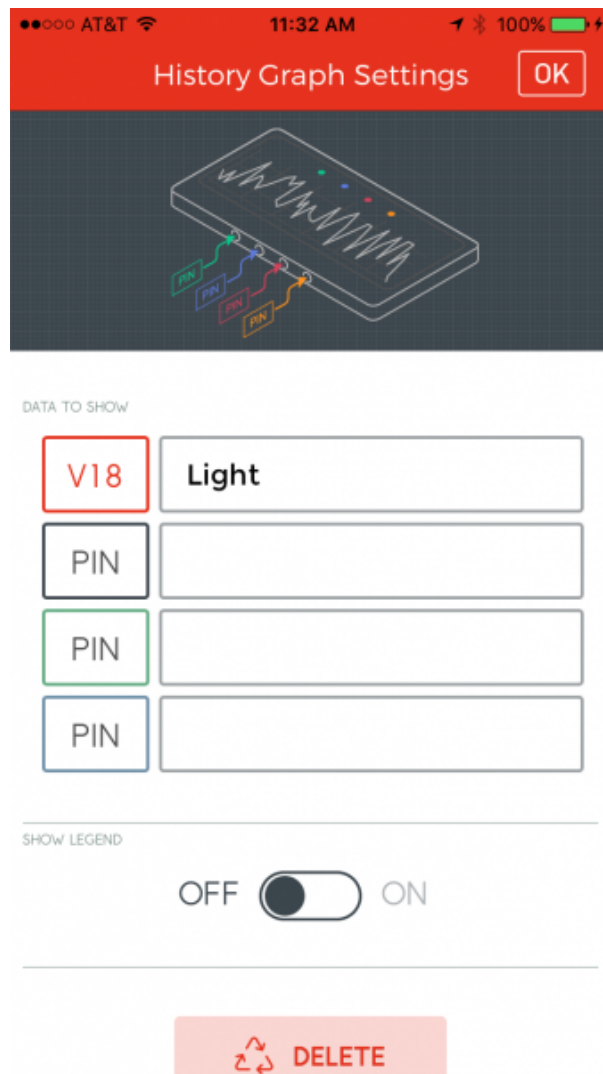 ●●○○○ AT&T 11:32 AM 100%
History Graph Settings OK
PIN
PIN
PIN
PIN
DATA TO SHOW
V18 Light
PIN
PIN
PIN
SHOW LEGEND
OFF ON
DELETE